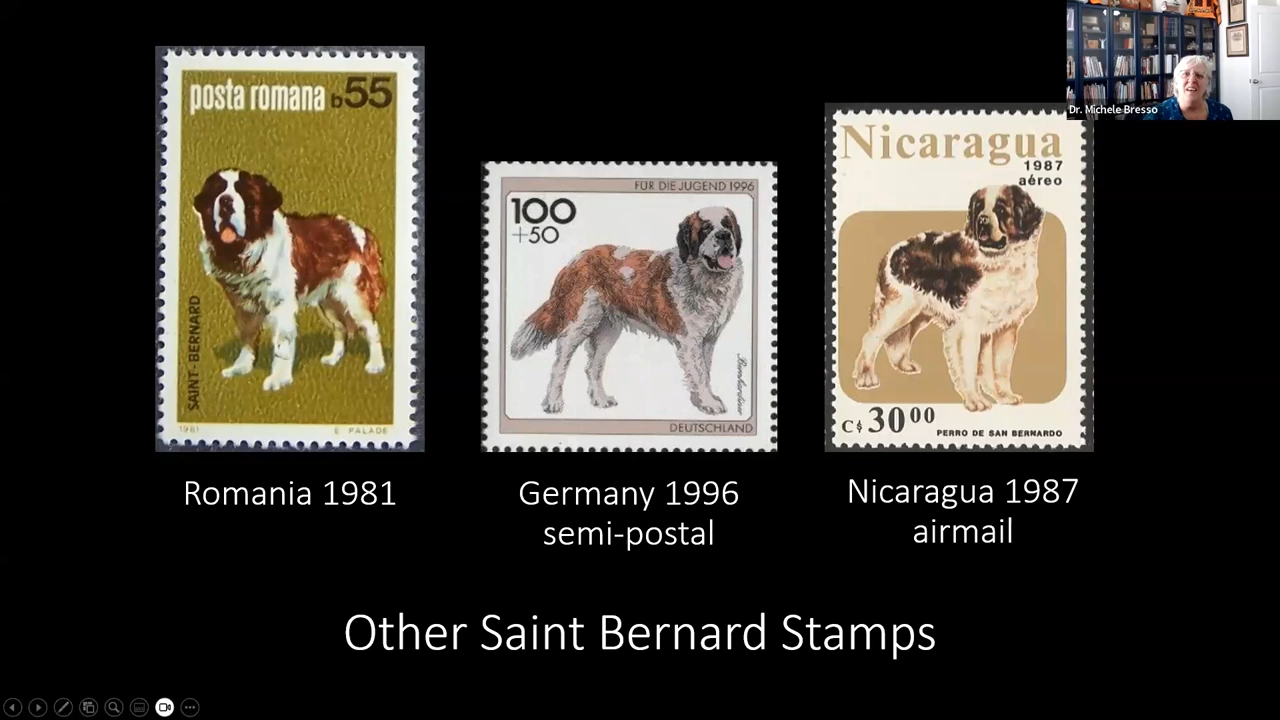 posta romana b55
SAINT-BERNARD
1981
E PALADE
FÜR DIE JUGEND 1996
100
+50
Bernhardiner
DEUTSCHLAND
Nicaragua
1987
aéreo
C$ 30⁰⁰
PERRO DE SAN BERNARDO
Dr. Michele Bresso
Romania 1981
Germany 1996
semi-postal
Nicaragua 1987
airmail
Other Saint Bernard Stamps